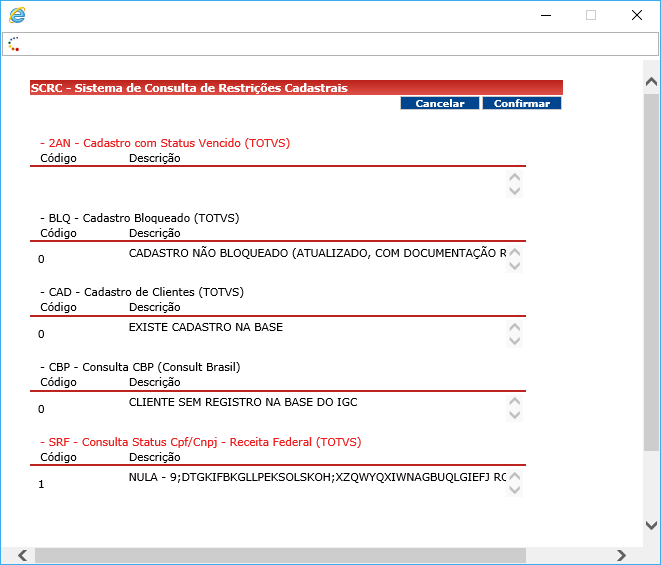 SCRC - Sistema de Consulta de Restrições Cadastrais
Cancelar Confirmar
- 2AN - Cadastro com Status Vencido (TOTVS)
Código Descrição
- BLQ - Cadastro Bloqueado (TOTVS)
Código Descrição
0 CADASTRO NÃO BLOQUEADO (ATUALIZADO, COM DOCUMENTAÇÃO R
- CAD - Cadastro de Clientes (TOTVS)
Código Descrição
0 EXISTE CADASTRO NA BASE
- CBP - Consulta CBP (Consult Brasil)
Código Descrição
0 CLIENTE SEM REGISTRO NA BASE DO IGC
- SRF - Consulta Status Cpf/Cnpj - Receita Federal (TOTVS)
Código Descrição
1 NULA - 9;DTGKIFBKGLLPEKSOLSKOH;XZQWYQXIWNAGBUQLGIEFJ RO